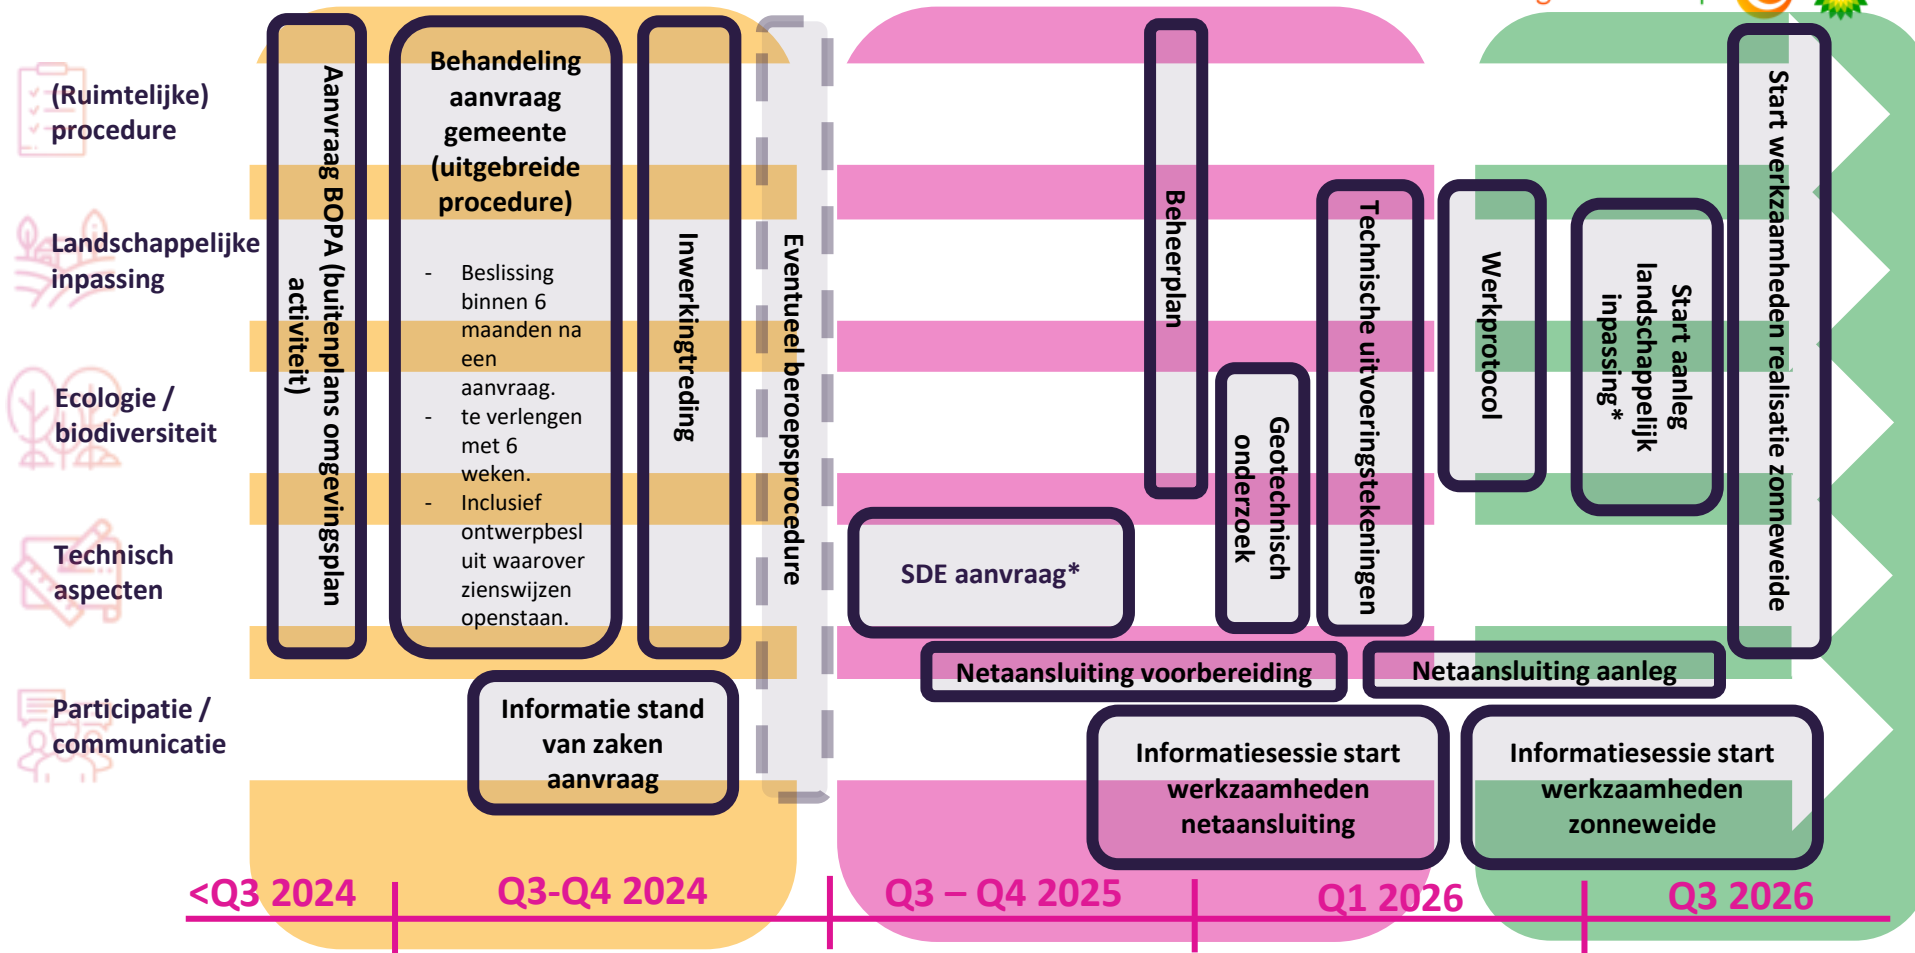 (Ruimtelijke)
procedure
Landschappelijke
inpassing
Ecologie /
biodiversiteit
Technisch
aspecten
Participatie /
communicatie
Aanvraag BOPA (buitenplans omgevingsplan
activiteit)
Behandeling
aanvraag
gemeente
(uitgebreide
procedure)
- Beslissing
binnen 6
maanden na
een
aanvraag.
- te verlengen
met 6
weken.
- Inclusief
ontwerpbesl
uit waarover
zienswijzen
openstaan.
Inwerkingtreding
Eventueel beroepsprocedure
Informatie stand
van zaken
aanvraag
SDE aanvraag*
Beheerplan
Geotechnisch
onderzoek
Technische uitvoeringstekeningen
Netaansluiting voorbereiding
Informatiesessie start
werkzaamheden
netaansluiting
Werkprotocol
Start aanleg
landschappelijk
inpassing*
Start werkzaamheden realisatie zonneweide
Netaansluiting aanleg
Informatiesessie start
werkzaamheden
zonneweide
<Q3 2024
Q3-Q4 2024
Q3 – Q4 2025
Q1 2026
Q3 2026